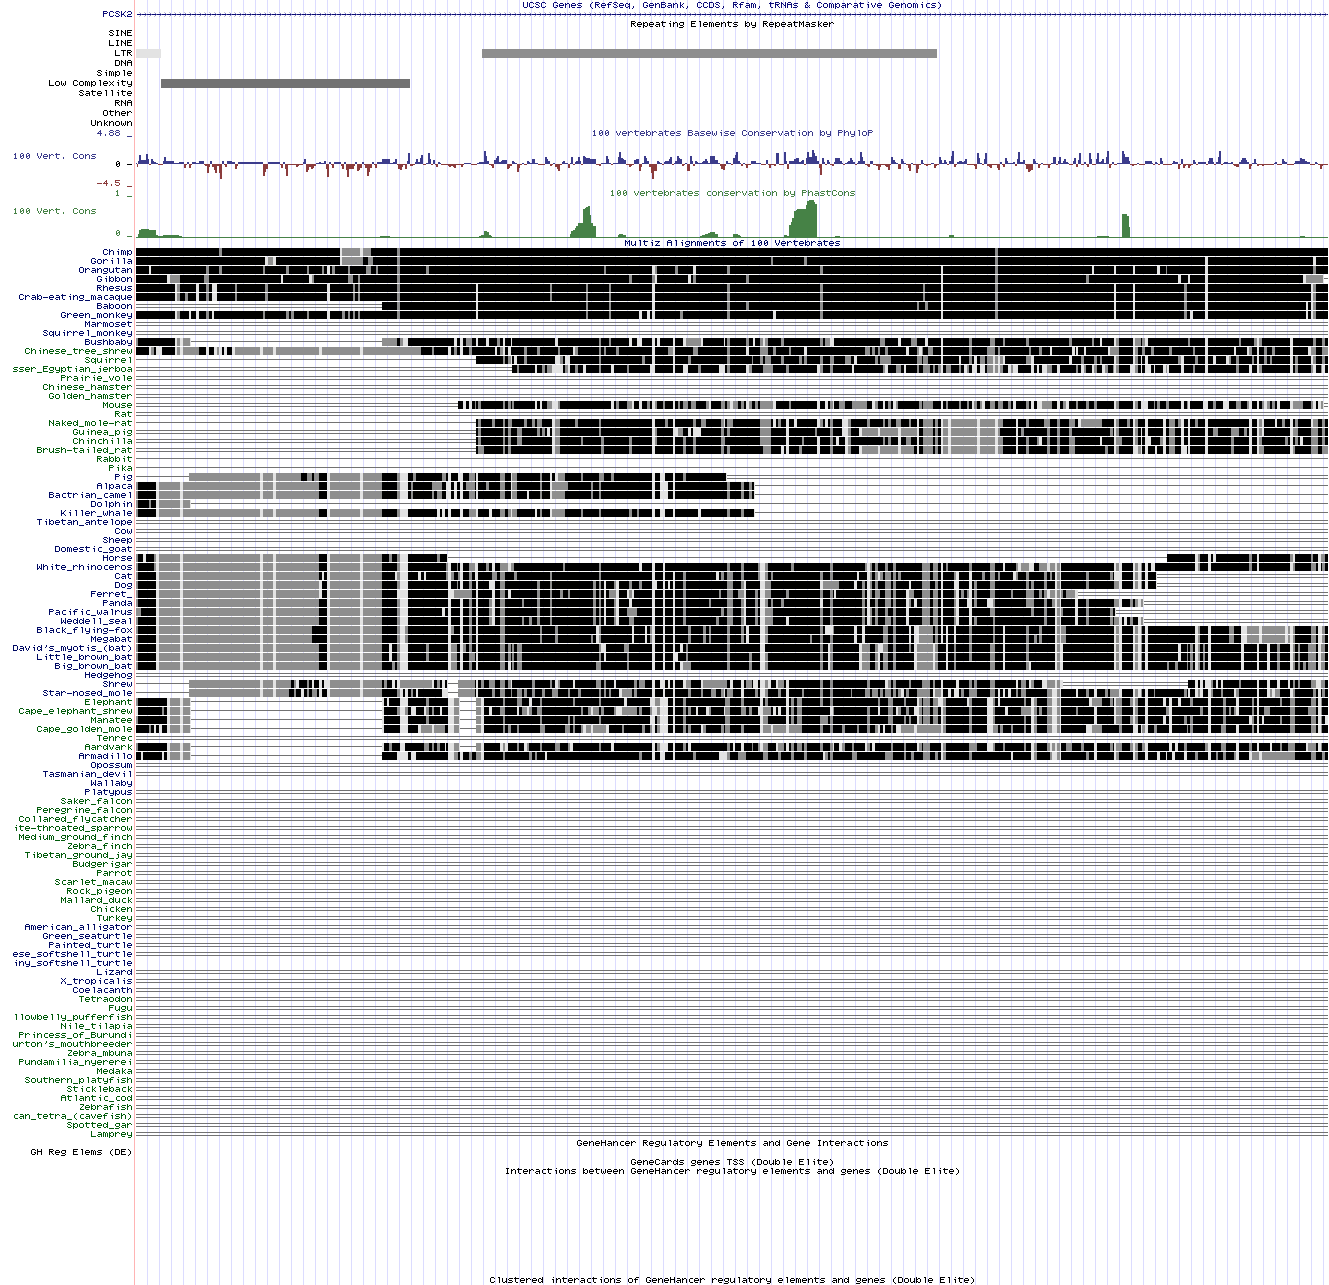 UCSC Genes (RefSeq, GenBank, CCDS, Rfam, tRNAs & Comparative Genomics)
PCSK2
Repeating Elements by RepeatMasker
SINE
LINE
LTR
DNA
Simple
Low Complexity
Satellite
RNA
Other
Unknown
4.88 _
100 vertebrates Basewise Conservation by PhyloP
100 Vert. Cons
0 _
-4.5 _
100 vertebrates conservation by PhastCons
1 _
100 Vert. Cons
0 _
Multiz Alignments of 100 Vertebrates
Chimp
Gorilla
Orangutan
Gibbon
Rhesus
Crab-eating_macaque
Baboon
Green_monkey
Marmoset
Squirrel_monkey
Bushbaby
Chinese_tree_shrew
Squirrel
sser_Egyptian_jerboa
Prairie_vole
Chinese_hamster
Golden_hamster
Mouse
Rat
Naked_mole-rat
Guinea_pig
Chinchilla
Brush-tailed_rat
Rabbit
Pika
Pig
Alpaca
Bactrian_camel
Dolphin
Killer_whale
Tibetan_antelope
Cow
Sheep
Domestic_goat
Horse
White_rhinoceros
Cat
Dog
Ferret_
Panda
Pacific_walrus
Weddell_seal
Black_flying-fox
Megabat
David's_myotis_(bat)
Little_brown_bat
Big_brown_bat
Hedgehog
Shrew
Star-nosed_mole
Elephant
Cape_elephant_shrew
Manatee
Cape_golden_mole
Tenrec
Aardvark
Armadillo
Opossum
Tasmanian_devil
Wallaby
Platypus
Saker_falcon
Peregrine_falcon
Collared_flycatcher
ite-throated_sparrow
Medium_ground_finch
Zebra_finch
Tibetan_ground_jay
Budgerigar
Parrot
Scarlet_macaw
Rock_pigeon
Mallard_duck
Chicken
Turkey
American_alligator
Green_seaturtle
Painted_turtle
ese_softshell_turtle
iny_softshell_turtle
Lizard
X_tropicalis
Coelacanth
Tetraodon
Fugu
llowbelly_pufferfish
Nile_tilapia
Princess_of_Burundi
urton's_mouthbreeder
Zebra_mbuna
Pundamilia_nyererei
Medaka
Southern_platyfish
Stickleback
Atlantic_cod
Zebrafish
can_tetra_(cavefish)
Spotted_gar
Lamprey
GeneHancer Regulatory Elements and Gene Interactions
GH Reg Elems (DE)
GeneCards genes TSS (Double Elite)
Interactions between GeneHancer regulatory elements and genes (Double Elite)
Clustered interactions of GeneHancer regulatory elements and genes (Double Elite)